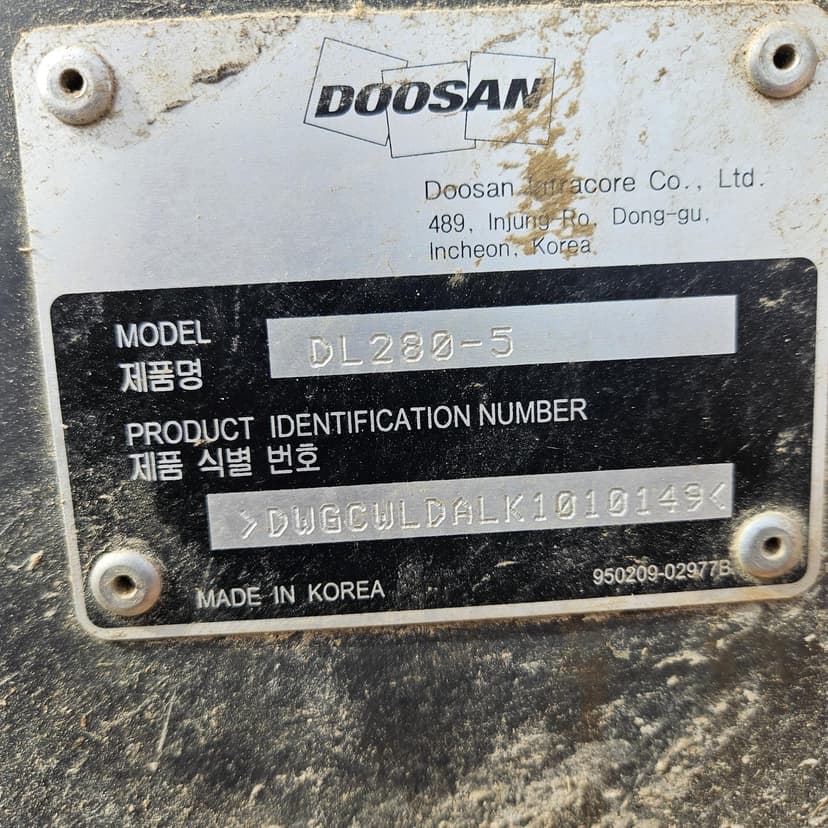 DOOSAN
Doosan Infracore Co., Ltd.
489, Injung-Ro, Dong-gu,
Incheon, Korea
MODEL
DL280-5
제품명
PRODUCT IDENTIFICATION NUMBER
제품 식별 번호
>DWGCWLDALK1010149<
MADE IN KOREA
950209-02977B